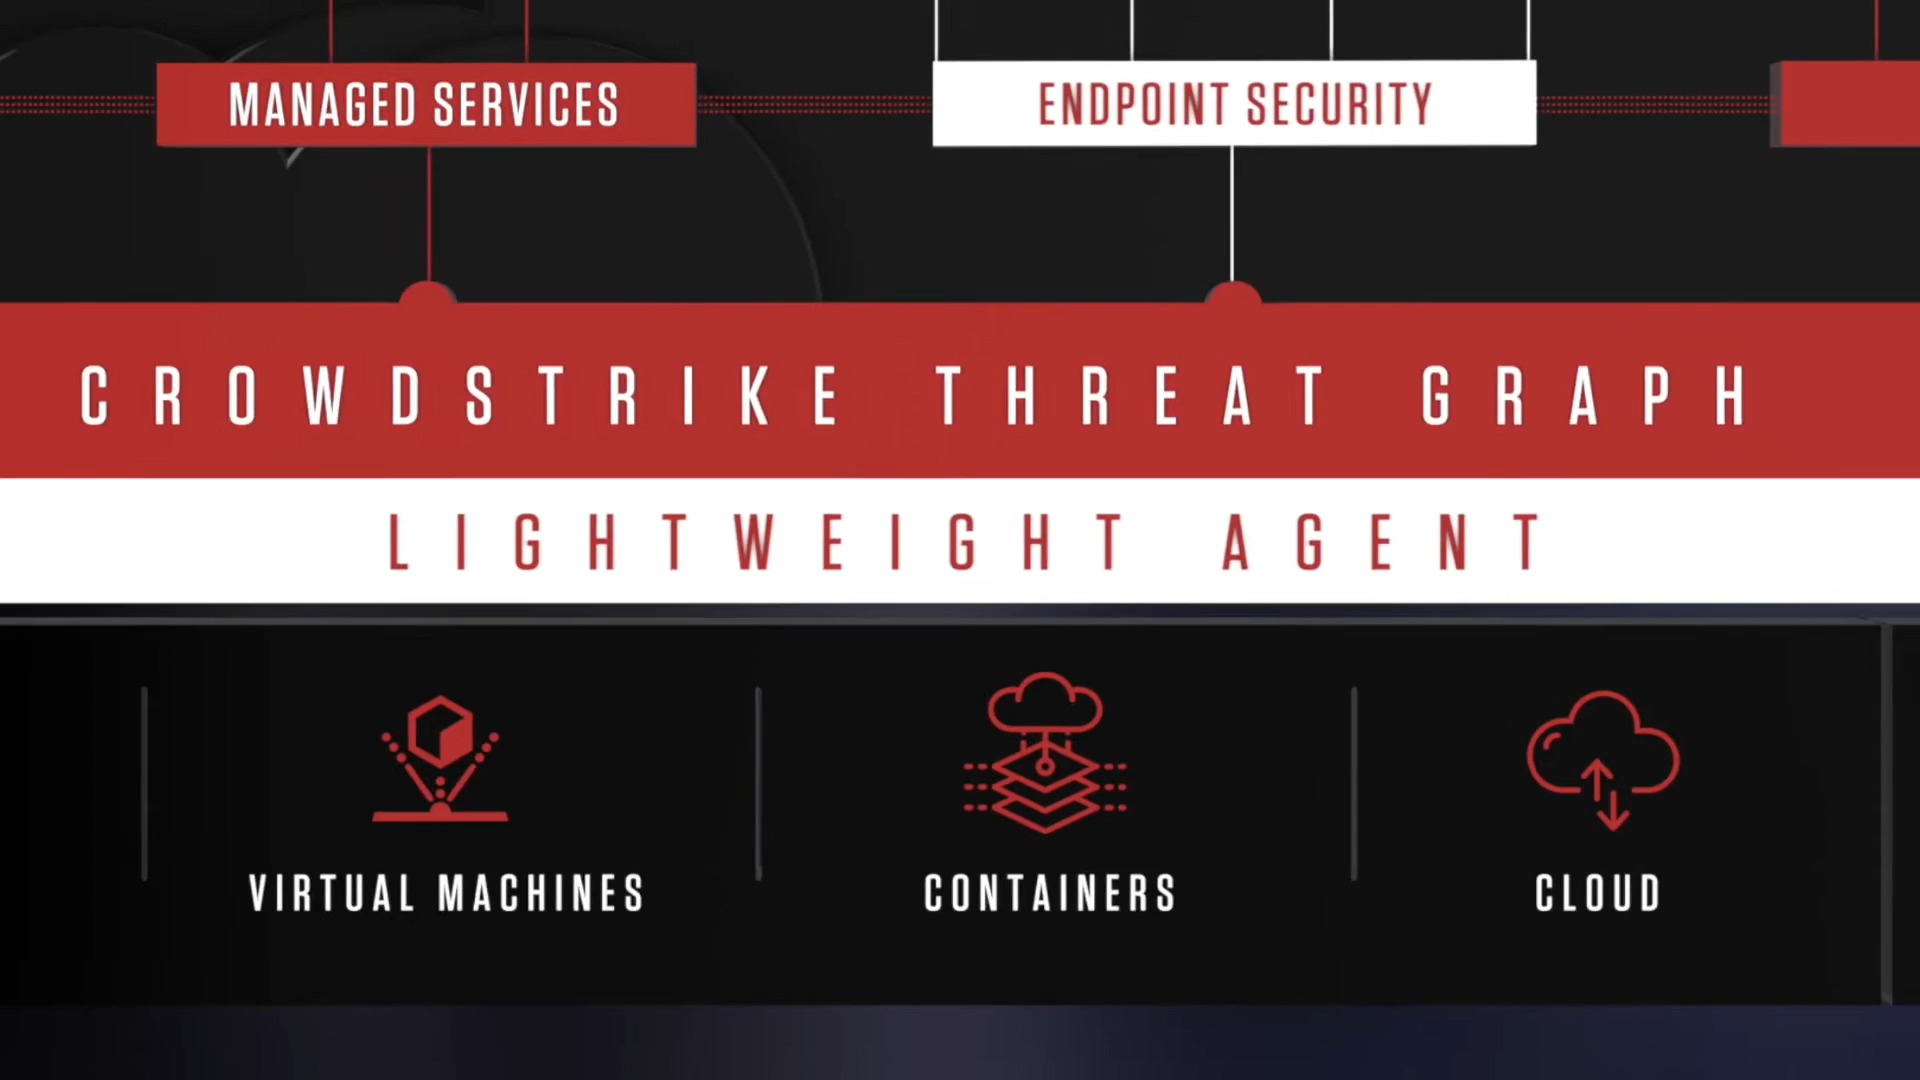 MANAGED SERVICES
ENDPOINT SECURITY
CROWDSTRIKE THREAT GRAPH
LIGHTWEIGHT AGENT
VIRTUAL MACHINES
CONTAINERS
CLOUD